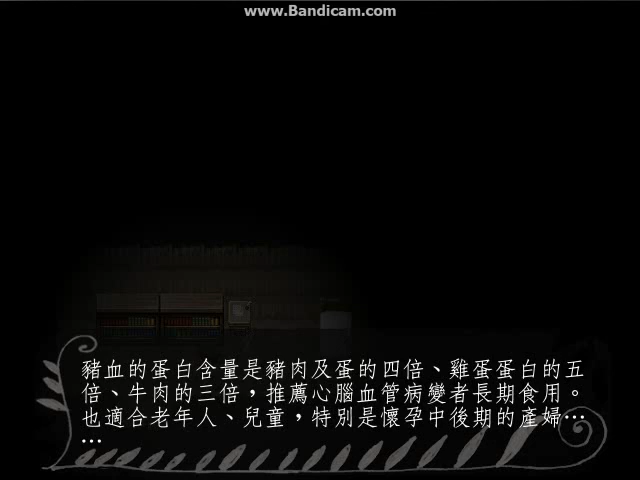 www.Bandicam.com
豬血的蛋白含量是豬肉及蛋的四倍、雞蛋蛋白的五
倍、牛肉的三倍，推薦心腦血管病變者長期食用。
也適合老年人、兒童，特別是懷孕中後期的產婦…
…